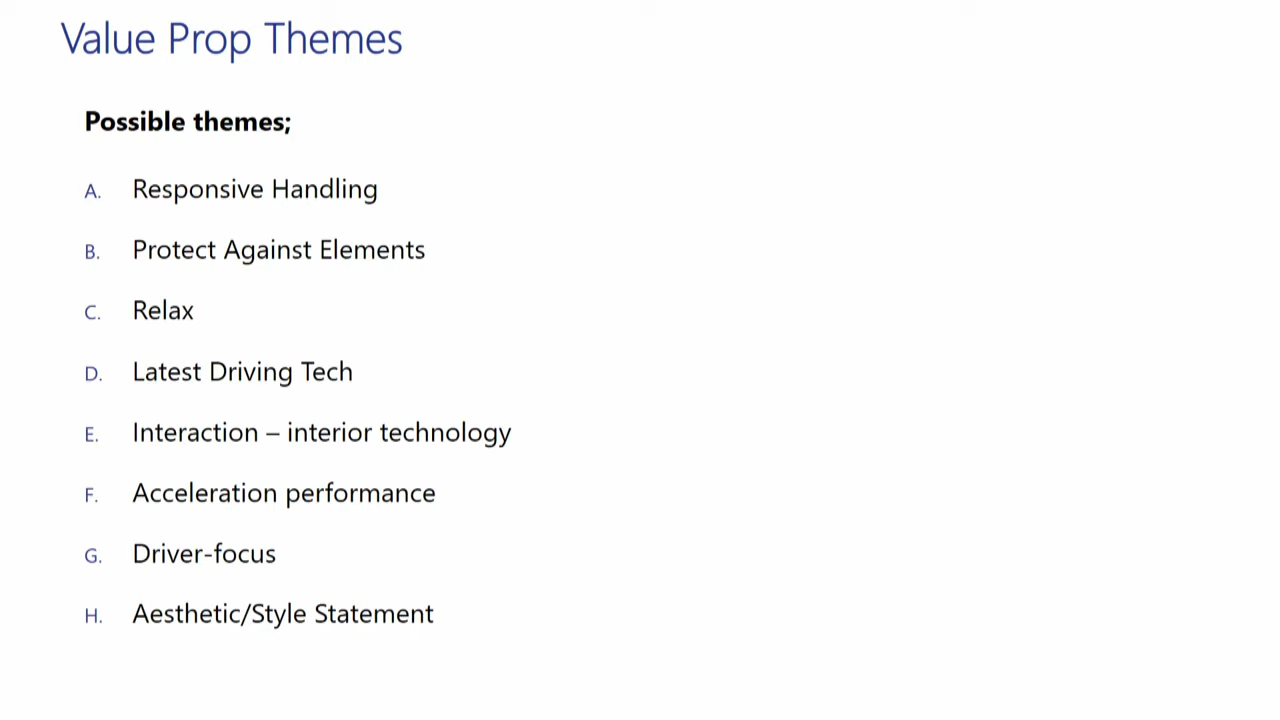 Value Prop Themes
Possible themes;
A. Responsive Handling
B. Protect Against Elements
C. Relax
D. Latest Driving Tech
E. Interaction – interior technology
F. Acceleration performance
G. Driver-focus
H. Aesthetic/Style Statement